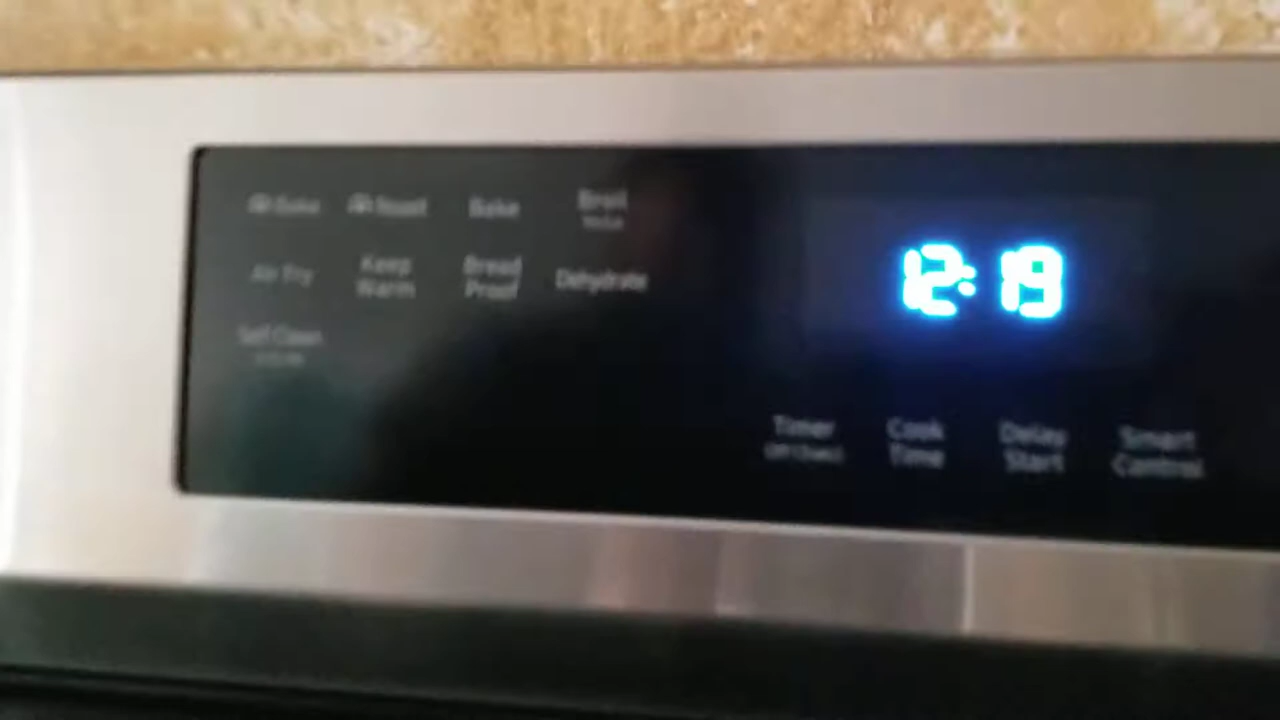 Bake Roast Bake Broil
Air Fry Keep Warm Bread Proof Dehydrate
Self Clean
12:19
Timer Cook Time Delay Start Smart Control